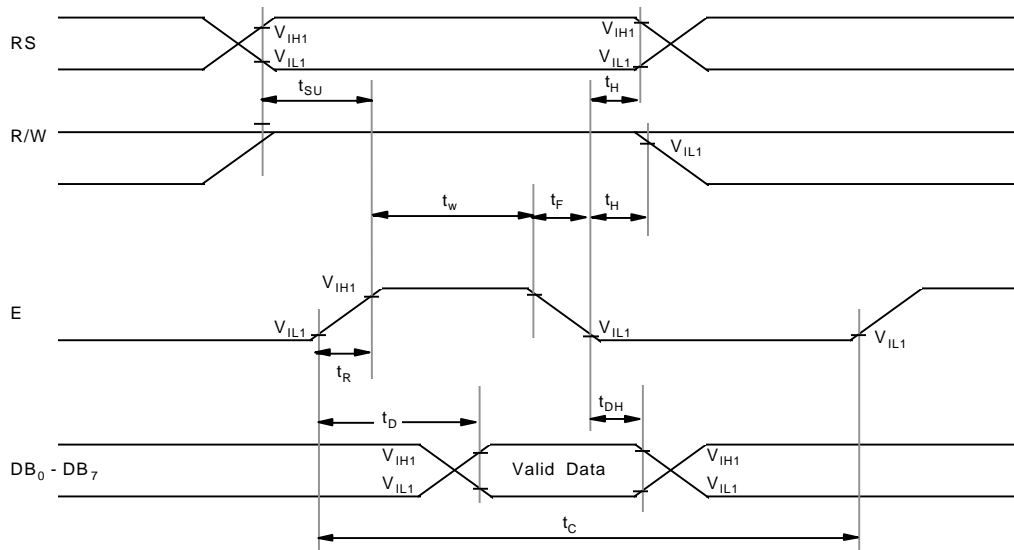 RS
V_IH1
V_IL1
V_IH1
V_IL1
t_SU
t_H
R/W
V_IL1
t_w
t_F
t_H
E
V_IH1
V_IL1
V_IL1
V_IL1
t_R
t_D
t_DH
DB_0 - DB_7
V_IH1
V_IL1
Valid Data
V_IH1
V_IL1
t_C